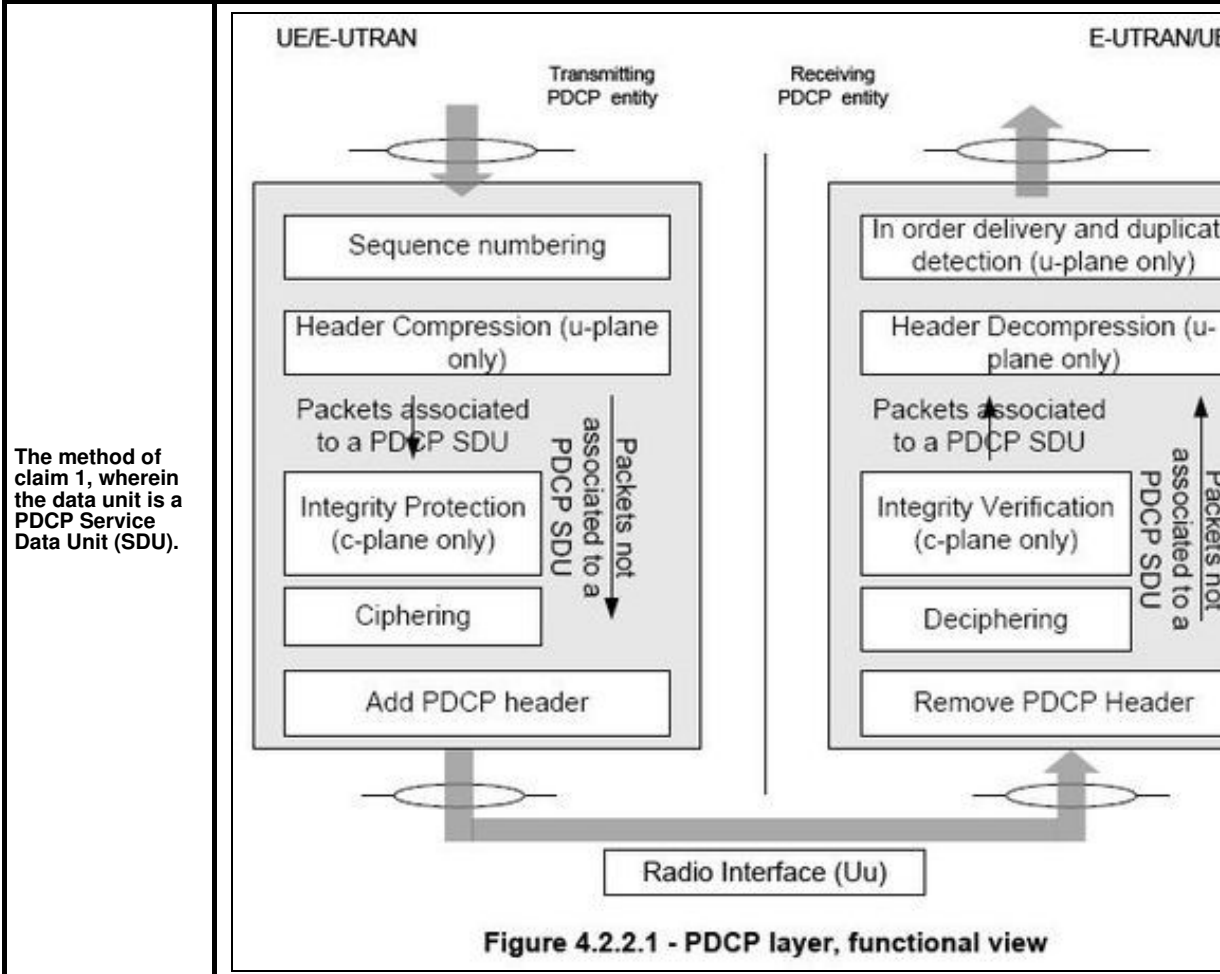 The method of
claim 1, wherein
the data unit is a
PDCP Service
Data Unit (SDU).
UE/E-UTRAN
E-UTRAN/UE
Transmitting
PDCP entity
Receiving
PDCP entity
Sequence numbering
Header Compression (u-plane
only)
Packets associated
to a PDCP SDU
Packets not
associated to a
PDCP SDU
Integrity Protection
(c-plane only)
Ciphering
Add PDCP header
In order delivery and duplicat
detection (u-plane only)
Header Decompression (u-
plane only)
Packets associated
to a PDCP SDU
Packets not
associated to a
PDCP SDU
Integrity Verification
(c-plane only)
Deciphering
Remove PDCP Header
Radio Interface (Uu)
Figure 4.2.2.1 - PDCP layer, functional view